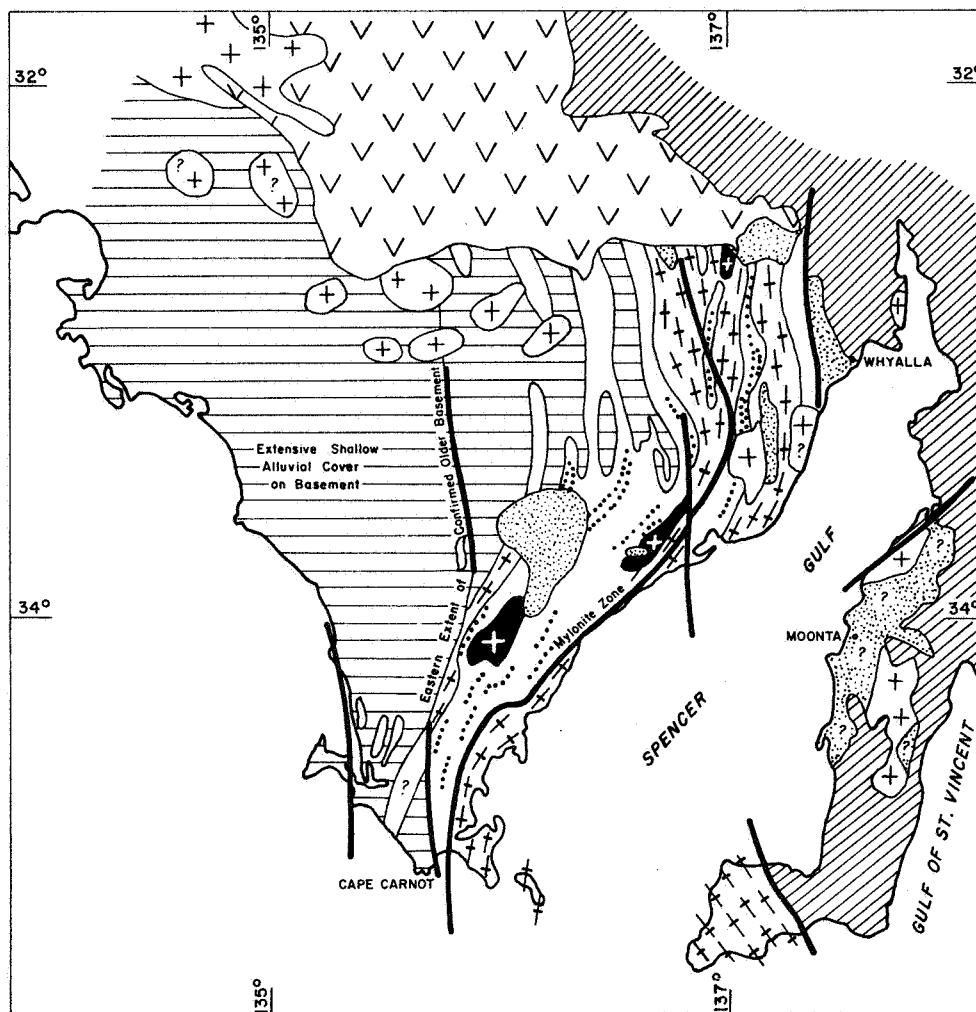 135°
137°
32°
32°
?
?
WHYALLA
?
Extensive Shallow
Alluvial Cover
on Basement
Eastern Extent of
Confirmed Older Basement
GULF
34°
34°
Mylonite Zone
MOONTA
?
?
SPENCER
?
?
?
GULF OF ST. VINCENT
CAPE CARNOT
135°
137°